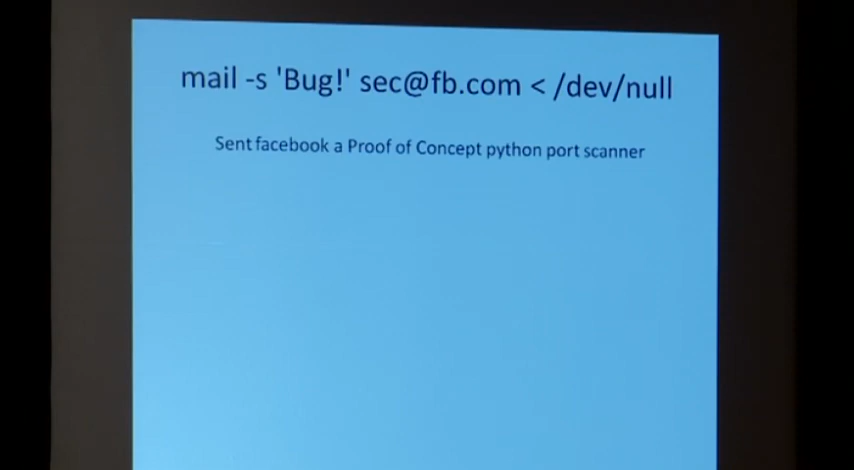 mail -s 'Bug!' sec@fb.com < /dev/null
Sent facebook a Proof of Concept python port scanner